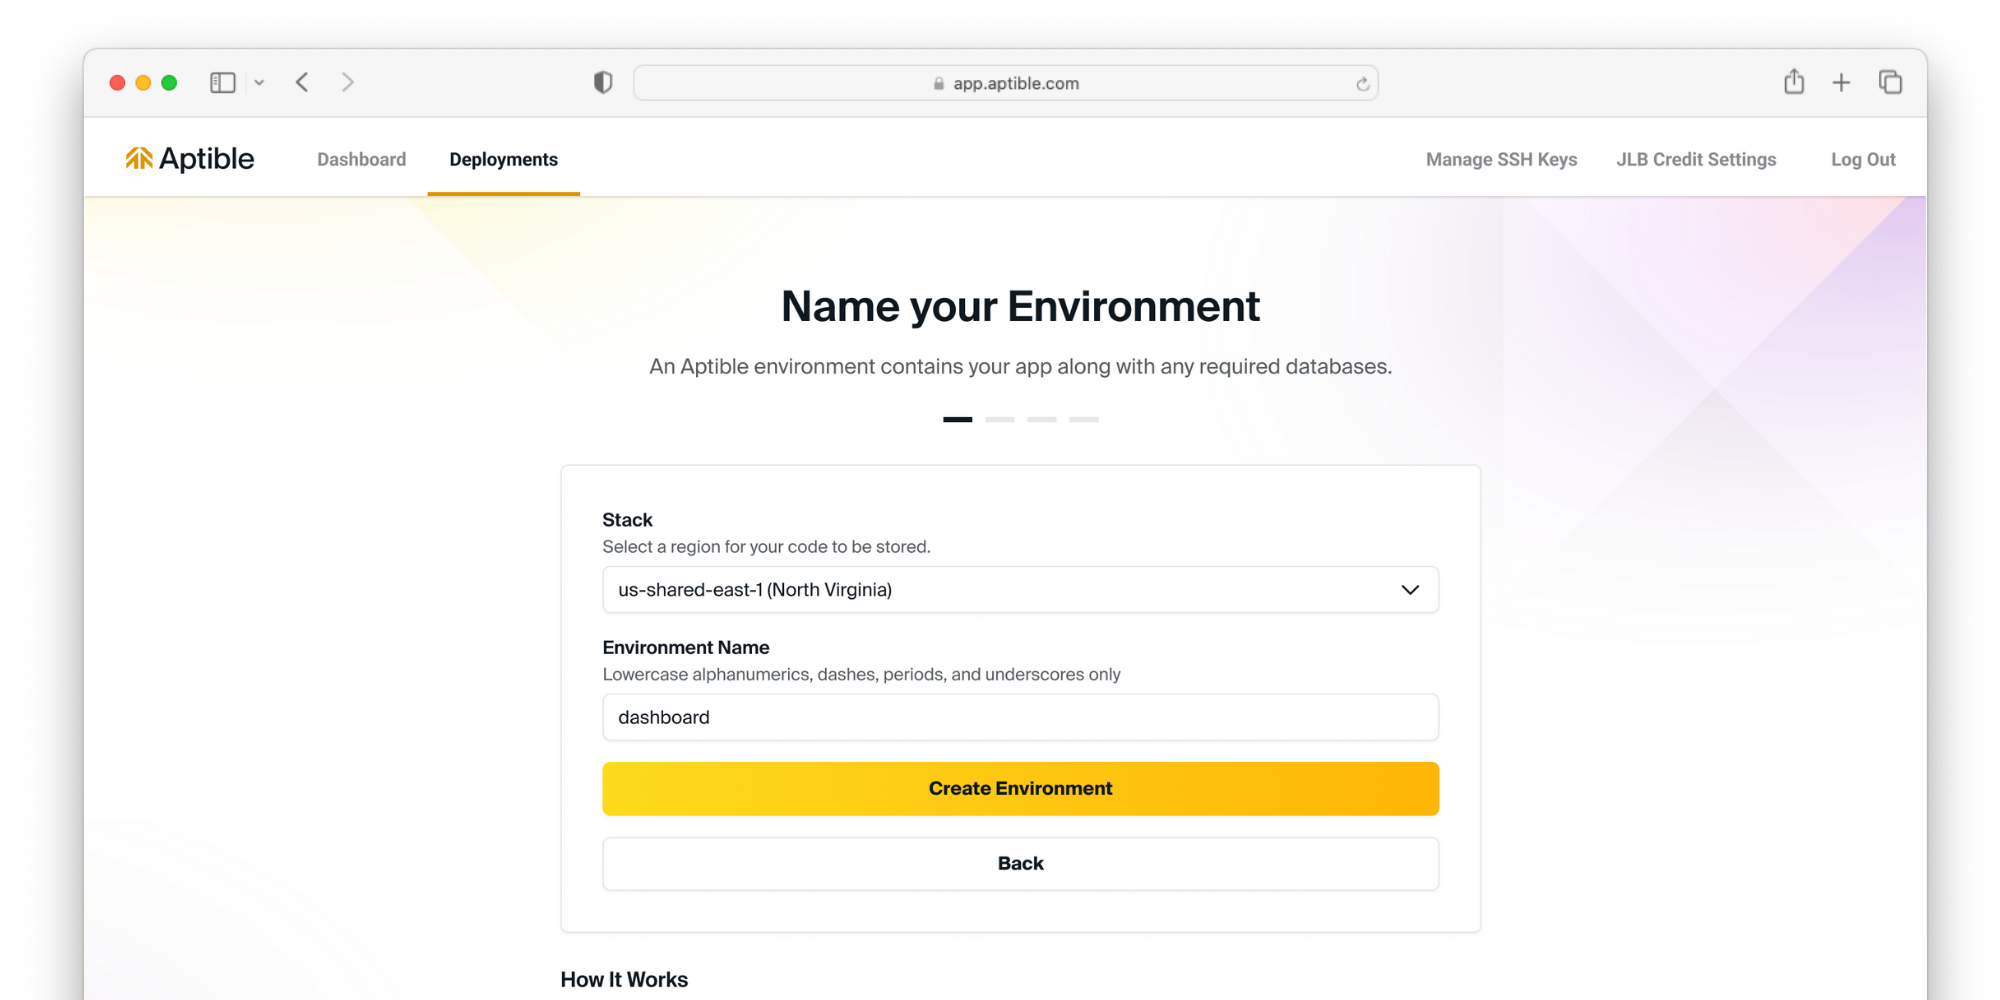 app.aptible.com
Aptible Dashboard Deployments Manage SSH Keys JLB Credit Settings Log Out
Name your Environment
An Aptible environment contains your app along with any required databases.
Stack
Select a region for your code to be stored.
us-shared-east-1 (North Virginia)
Environment Name
Lowercase alphanumerics, dashes, periods, and underscores only
dashboard
Create Environment
Back
How It Works